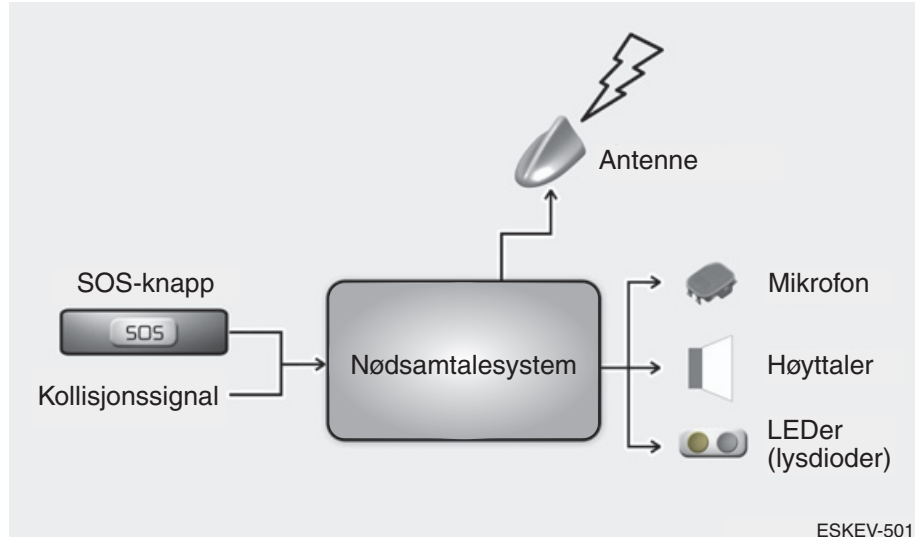 Antenne
SOS-knapp
SOS
Kollisjonssignal
Nødsamtalesystem
Mikrofon
Høyttaler
LEDer
(lysdioder)
ESKEV-501